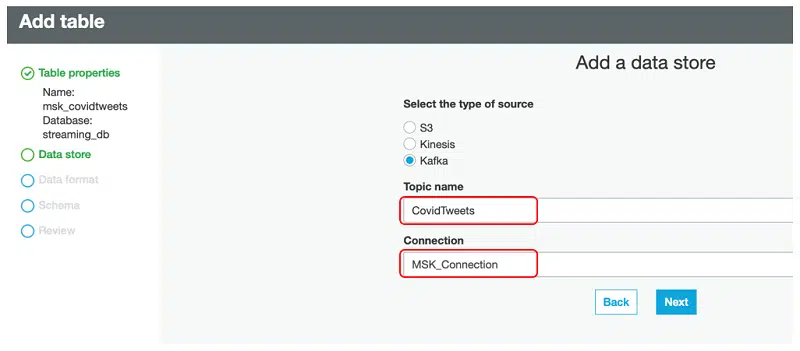 Add table
Table properties
Name:
msk_covidtweets
Database:
streaming_db
Data store
Data format
Schema
Review
Add a data store
Select the type of source
S3
Kinesis
Kafka
Topic name
CovidTweets
Connection
MSK_Connection
Back
Next